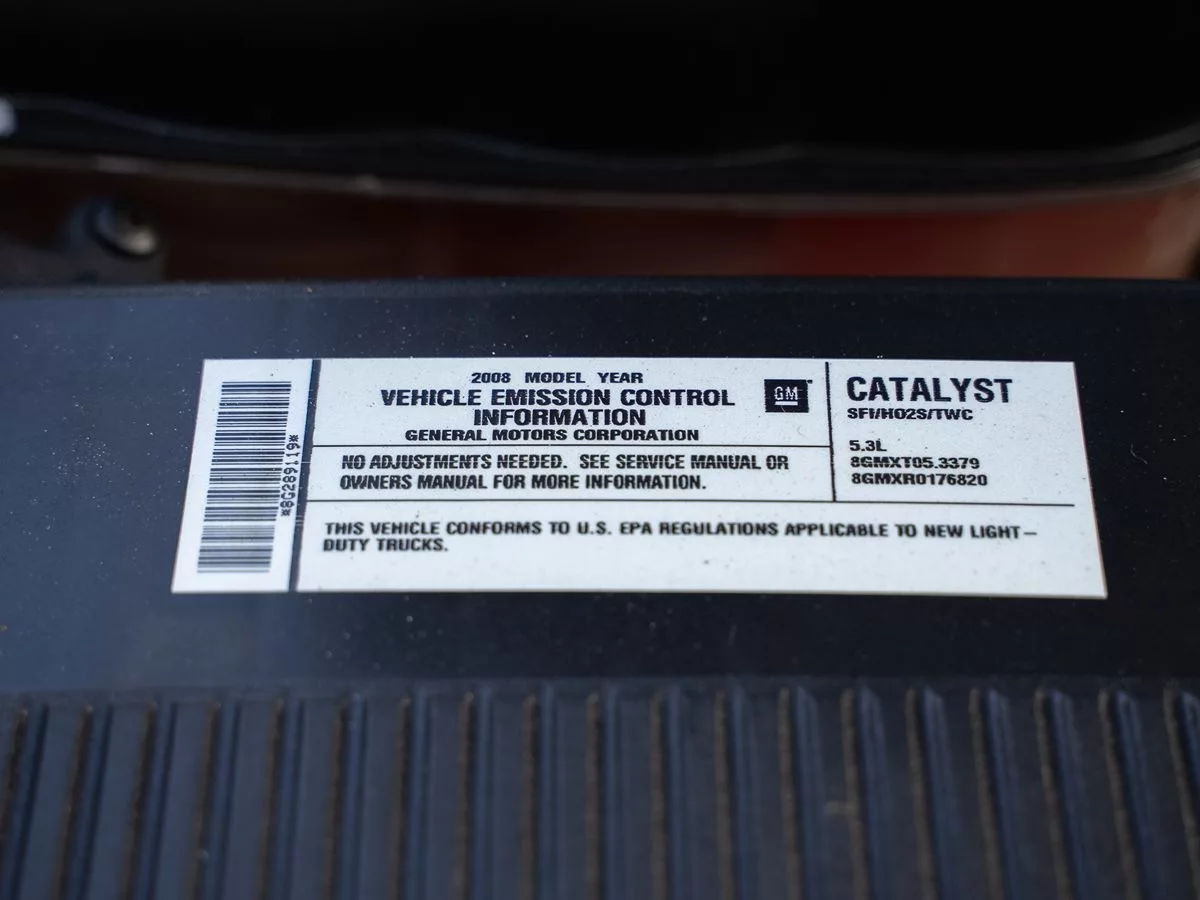 *8G289119*
2008 MODEL YEAR
VEHICLE EMISSION CONTROL
INFORMATION
GENERAL MOTORS CORPORATION
GM
NO ADJUSTMENTS NEEDED. SEE SERVICE MANUAL OR
OWNERS MANUAL FOR MORE INFORMATION.
CATALYST
SFI/HO2S/TWC
5.3L
8GMXT05.3379
8GMXR0176820
THIS VEHICLE CONFORMS TO U.S. EPA REGULATIONS APPLICABLE TO NEW LIGHT–
DUTY TRUCKS.